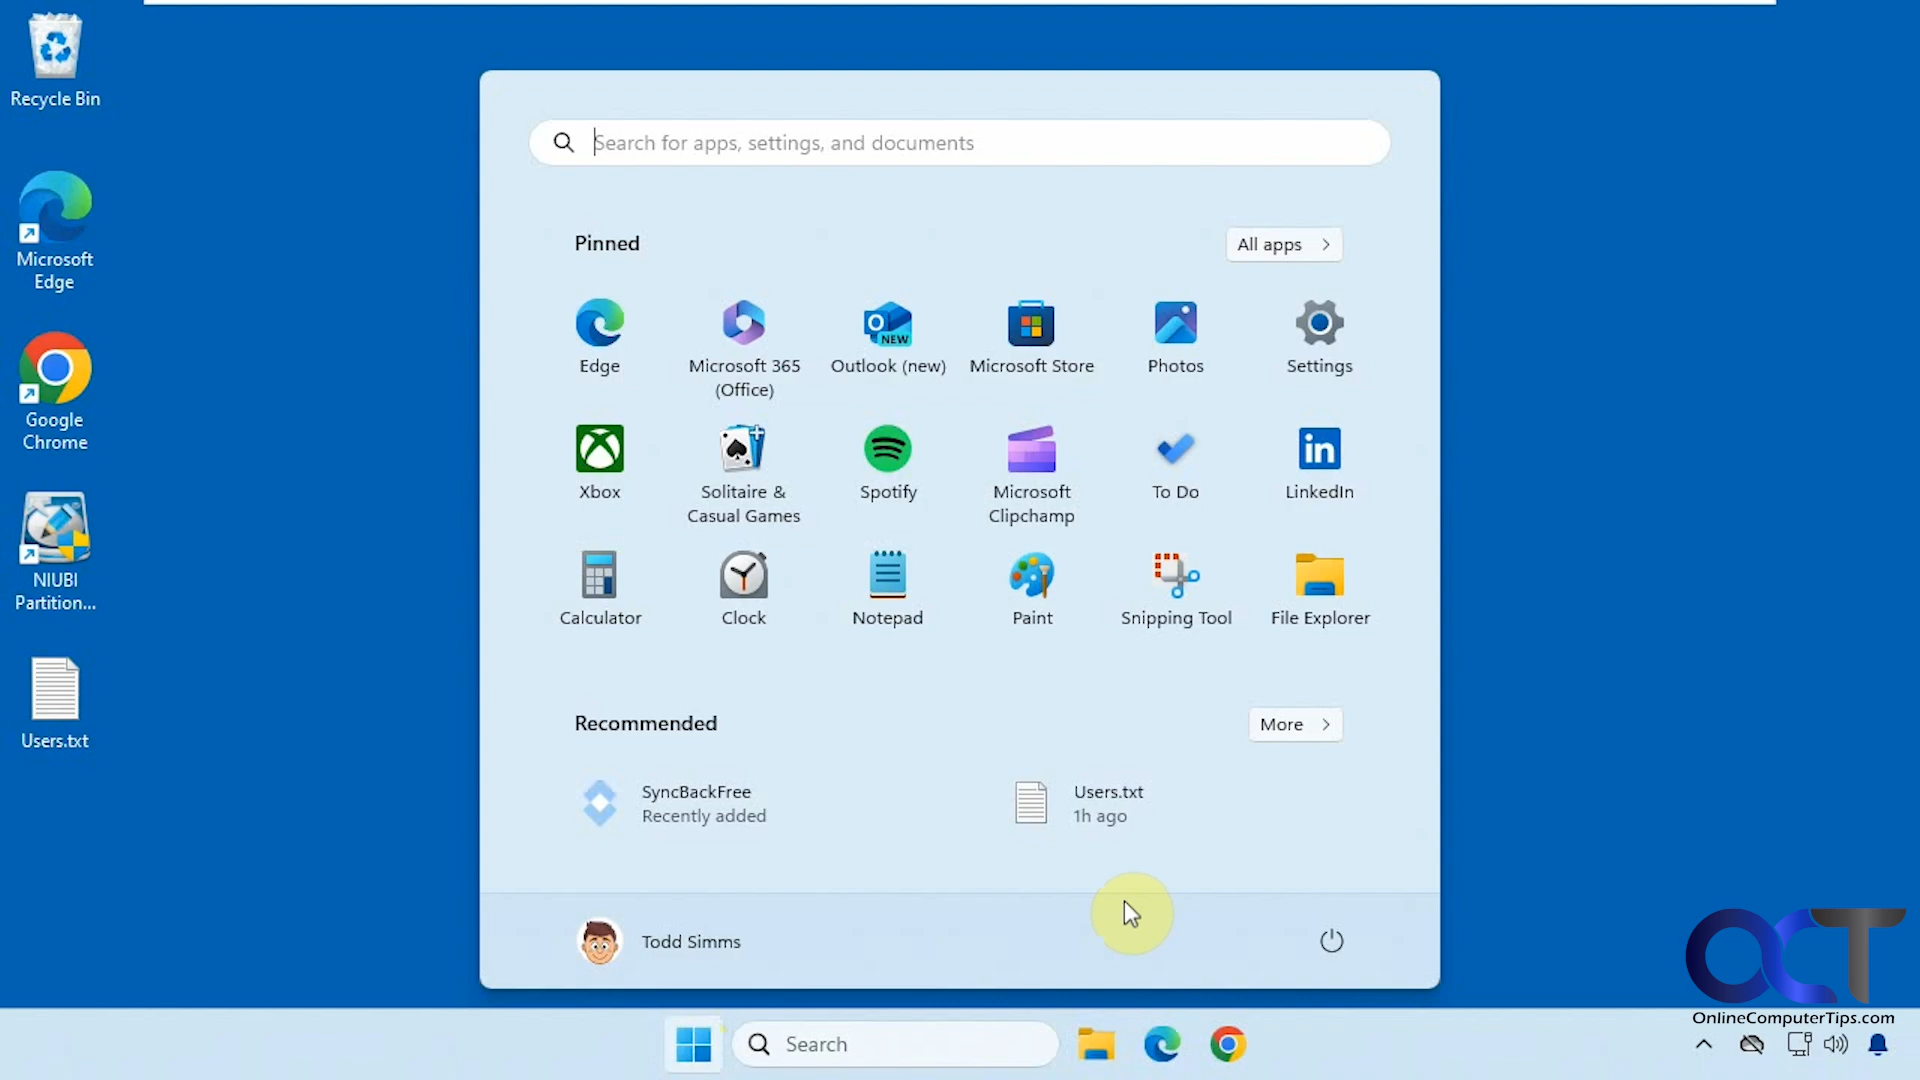 Recycle Bin
Microsoft
Edge
Google
Chrome
NIUBI
Partition...
Users.txt
Search for apps, settings, and documents
Pinned
All apps
Edge
Microsoft 365
(Office)
Outlook (new)
Microsoft Store
Photos
Settings
Xbox
Solitaire &
Casual Games
Spotify
Microsoft
Clipchamp
To Do
LinkedIn
Calculator
Clock
Notepad
Paint
Snipping Tool
File Explorer
Recommended
More
SyncBackFree
Recently added
Users.txt
1h ago
Todd Simms
Search
OCT
OnlineComputerTips.com
NEW
O
in